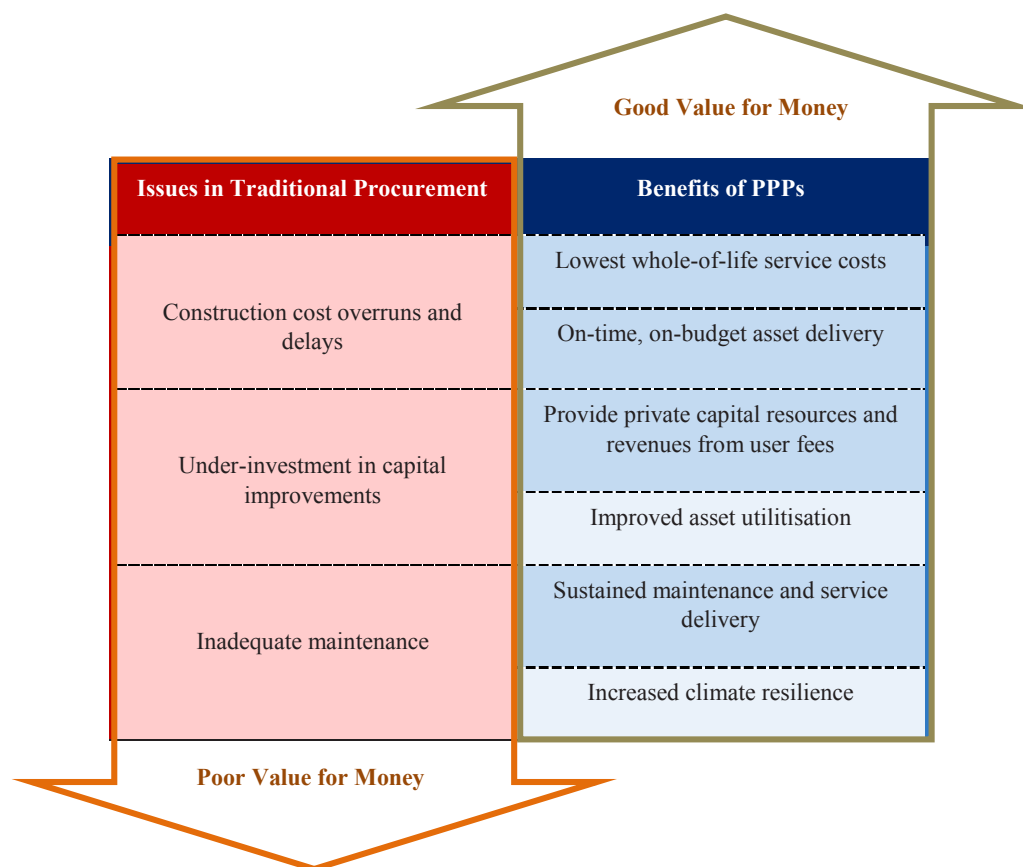 Good Value for Money
Issues in Traditional Procurement
Benefits of PPPs
Construction cost overruns and
delays
Lowest whole-of-life service costs
On-time, on-budget asset delivery
Under-investment in capital
improvements
Provide private capital resources and
revenues from user fees
Improved asset utilitisation
Inadequate maintenance
Sustained maintenance and service
delivery
Increased climate resilience
Poor Value for Money